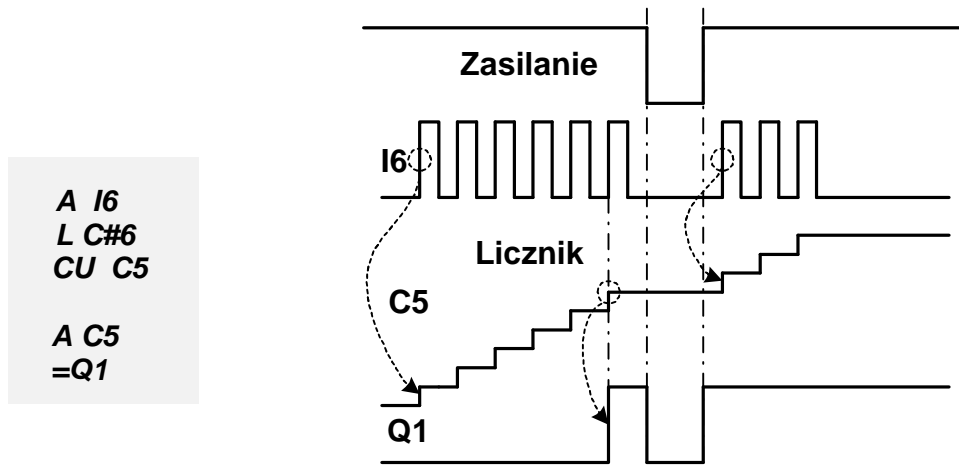 A I6
L C#6
CU C5
A C5
=Q1
Zasilanie
I6
Licznik
C5
Q1